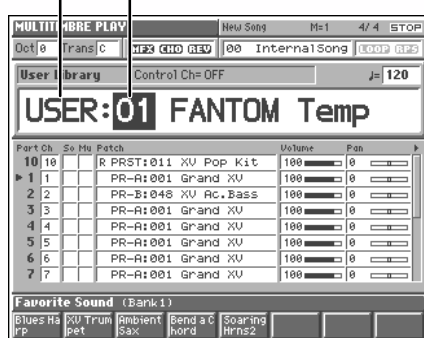 MULTITIMBRE PLAY New Song M=1 4/ 4 STOP
Oct 0 Trans C MFX CHO REV 00 InternalSong LOOP RPS
User Library Control Ch= OFF ♩= 120
USER:01 FANTOM Temp
Part Ch So Mu Patch Volume Pan
10 10 R PRST:011 XV Pop Kit 100 0
1 1 PR-A:001 Grand XV 100 0
2 2 PR-B:048 XV Ac.Bass 100 0
3 3 PR-A:001 Grand XV 100 0
4 4 PR-A:001 Grand XV 100 0
5 5 PR-A:001 Grand XV 100 0
6 6 PR-A:001 Grand XV 100 0
7 7 PR-A:001 Grand XV 100 0
Favorite Sound (Bank1)
Blues Ha XV Trum Ambient Bend a C Soaring
rp pet Sax hord Hrns2